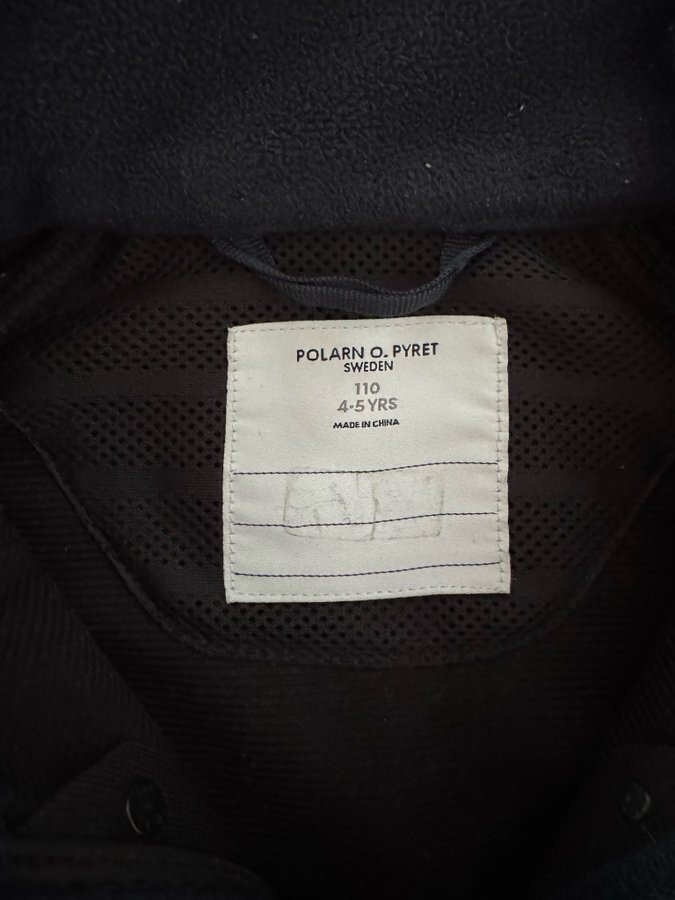 POLARN O. PYRET
SWEDEN
110
4-5 YRS
MADE IN CHINA